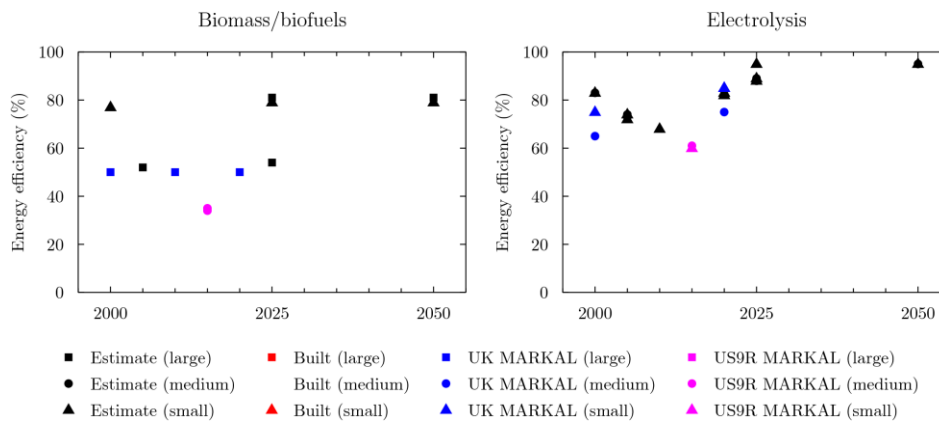 Biomass/biofuels
Electrolysis
Energy efficiency (%)
100
80
60
40
20
0
2000
2025
2050
Energy efficiency (%)
100
80
60
40
20
0
2000
2025
2050
Estimate (large)
Built (large)
UK MARKAL (large)
US9R MARKAL (large)
Estimate (medium)
Built (medium)
UK MARKAL (medium)
US9R MARKAL (medium)
Estimate (small)
Built (small)
UK MARKAL (small)
US9R MARKAL (small)